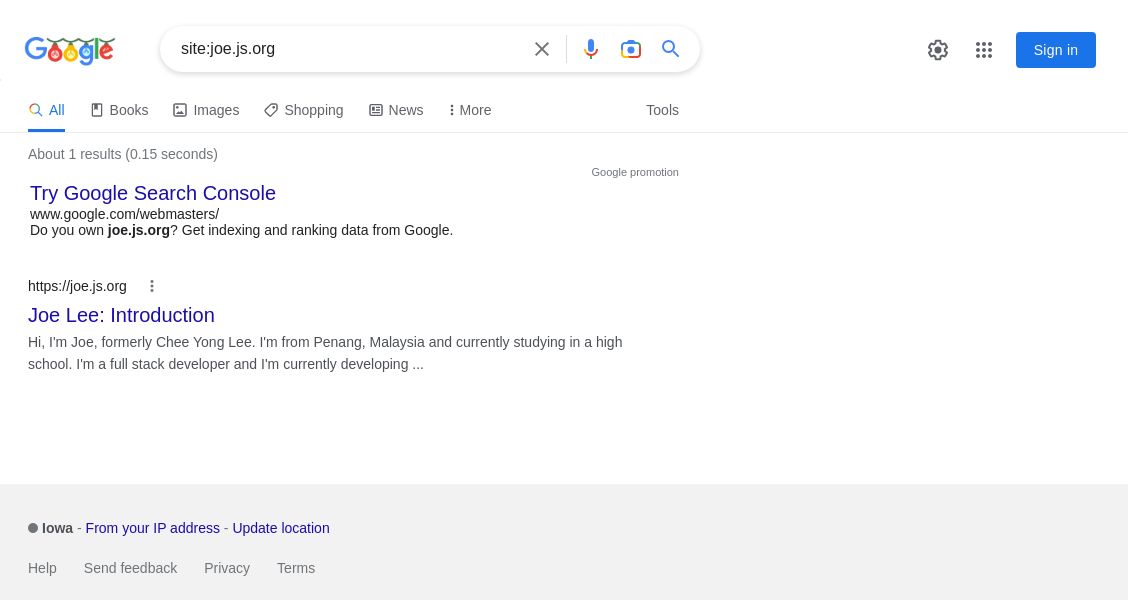 Google
site:joe.js.org
Sign in
All
Books
Images
Shopping
News
More
Tools
About 1 results (0.15 seconds)
Google promotion
Try Google Search Console
www.google.com/webmasters/
Do you own joe.js.org? Get indexing and ranking data from Google.
https://joe.js.org
Joe Lee: Introduction
Hi, I'm Joe, formerly Chee Yong Lee. I'm from Penang, Malaysia and currently studying in a high
school. I'm a full stack developer and I'm currently developing ...
Iowa - From your IP address - Update location
Help Send feedback Privacy Terms